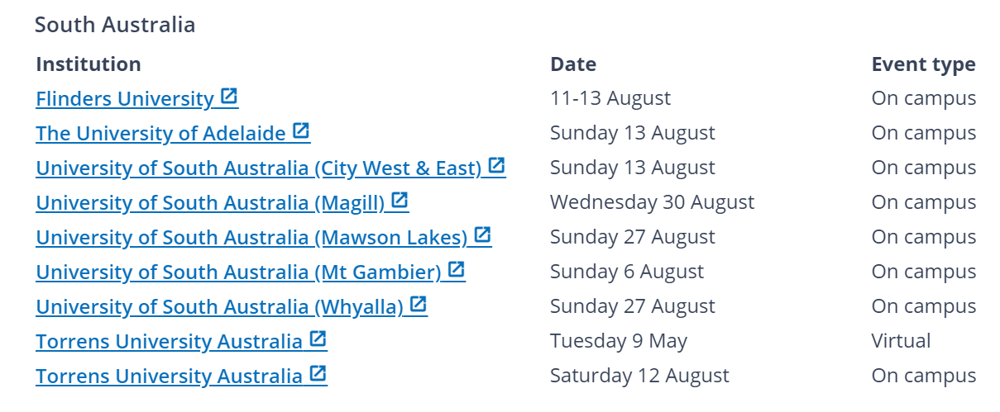 South Australia
Institution Date Event type
Flinders University 11-13 August On campus
The University of Adelaide Sunday 13 August On campus
University of South Australia (City West & East) Sunday 13 August On campus
University of South Australia (Magill) Wednesday 30 August On campus
University of South Australia (Mawson Lakes) Sunday 27 August On campus
University of South Australia (Mt Gambier) Sunday 6 August On campus
University of South Australia (Whyalla) Sunday 27 August On campus
Torrens University Australia Tuesday 9 May Virtual
Torrens University Australia Saturday 12 August On campus